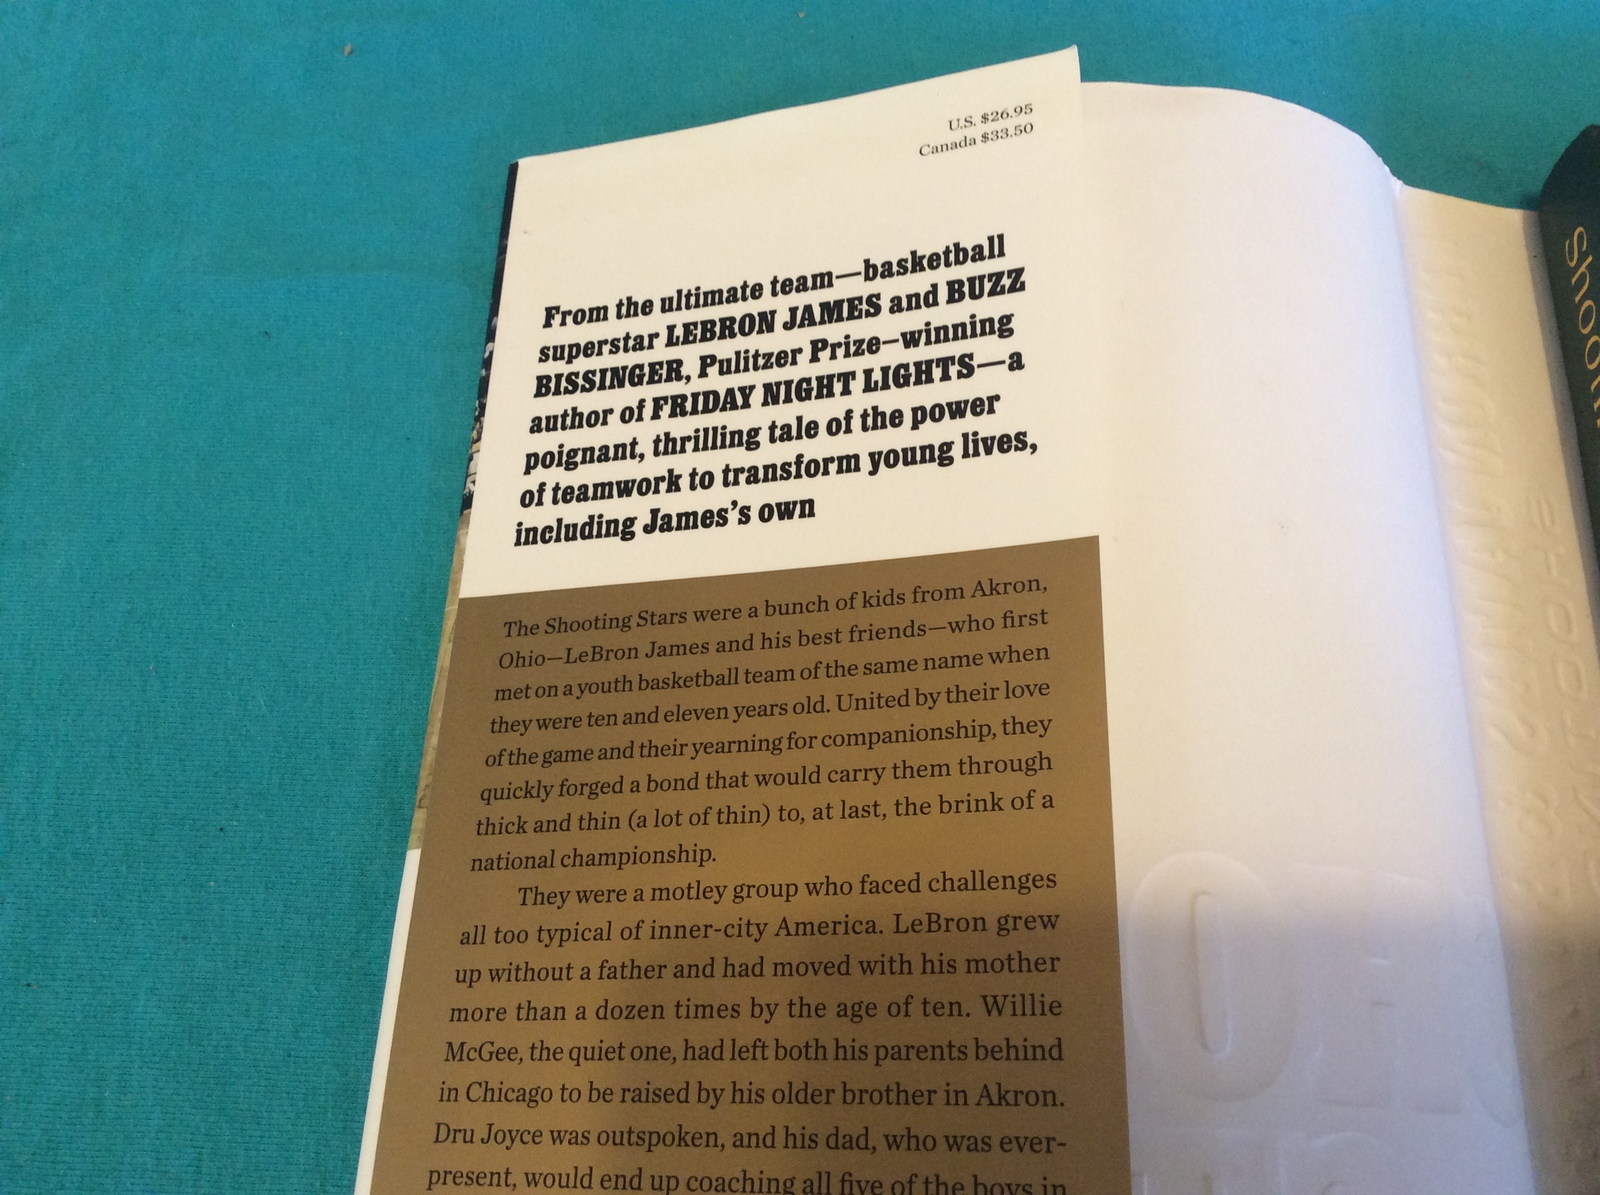 U.S. $26.95
Canada $33.50
From the ultimate team—basketball
superstar LEBRON JAMES and BUZZ
BISSINGER, Pulitzer Prize–winning
author of FRIDAY NIGHT LIGHTS—a
poignant, thrilling tale of the power
of teamwork to transform young lives,
including James's own
The Shooting Stars were a bunch of kids from Akron,
Ohio—LeBron James and his best friends—who first
met on a youth basketball team of the same name when
they were ten and eleven years old. United by their love
of the game and their yearning for companionship, they
quickly forged a bond that would carry them through
thick and thin (a lot of thin) to, at last, the brink of a
national championship.
They were a motley group who faced challenges
all too typical of inner-city America. LeBron grew
up without a father and had moved with his mother
more than a dozen times by the age of ten. Willie
McGee, the quiet one, had left both his parents behind
in Chicago to be raised by his older brother in Akron.
Dru Joyce was outspoken, and his dad, who was ever-
present, would end up coaching all five of the boys in